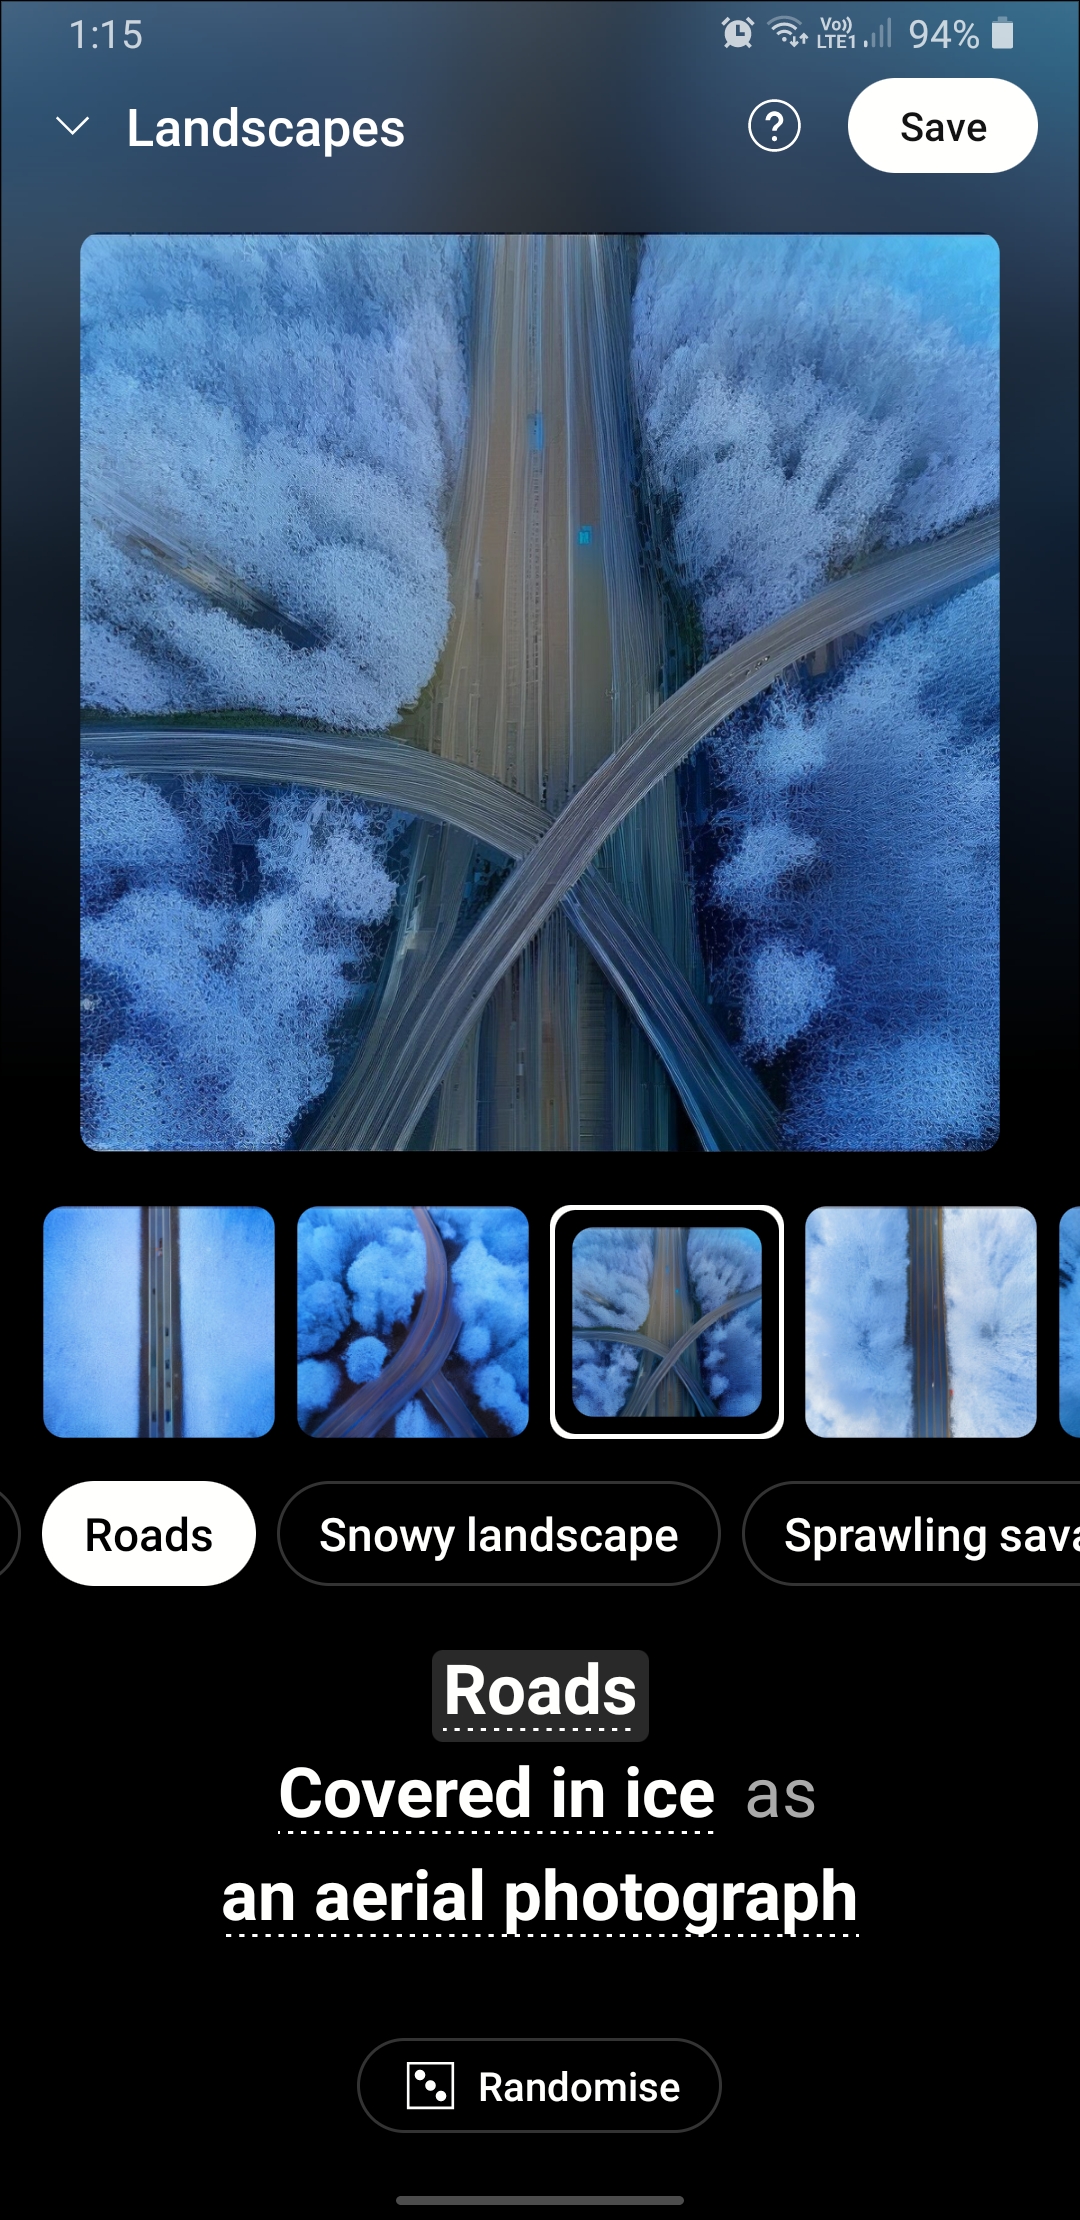 1:15
Vo)) LTE1 94%
Landscapes
?
Save
Roads
Snowy landscape
Sprawling sava
Roads
Covered in ice as
an aerial photograph
Randomise